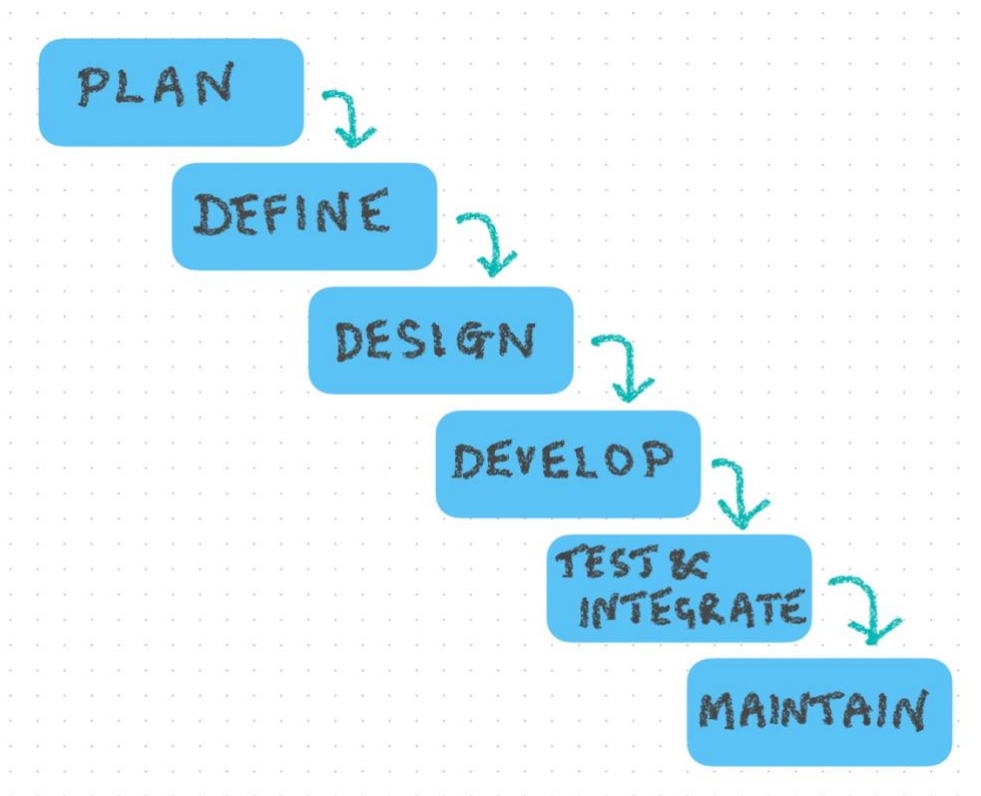 PLAN
DEFINE
DESIGN
DEVELOP
TEST &
INTEGRATE
MAINTAIN